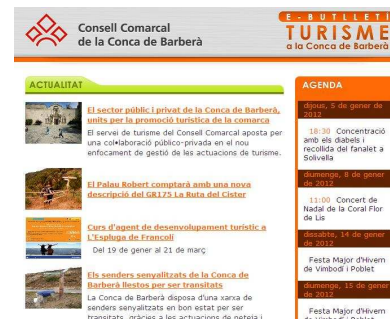 Consell Comarcal
de la Conca de Barberà
E-BUTLLETÍ
TURISME
a la Conca de Barberà
ACTUALITAT
El sector públic i privat de la Conca de Barberà,
units per la promoció turística de la comarca
El servei de turisme del Consell Comarcal aposta per
una col•laboració público-privada en el nou
enfocament de gestió de les actuacions de turisme.
El Palau Robert comptarà amb una nova
descripció del GR175 La Ruta del Cister
Curs d'agent de desenvolupament turístic a
L'Espluga de Francolí
Del 19 de gener al 21 de març
Els senders senyalitzats de la Conca de
Barberà llestos per ser transitats
La Conca de Barberà disposa d'una xarxa de
senders senyalitzats en bon estat per ser
transitats, gràcies a les actuacions de neteja i
AGENDA
dijous, 5 de gener de
2012
18:30 Concentració
amb els diabels i
recollida del fanalet a
Solivella
diumenge, 8 de gener
de 2012
11:00 Concert de
Nadal de la Coral Flor
de Lis
dissabte, 14 de gener
de 2012
Festa Major d'Hivern
de Vimbodí i Poblet
diumenge, 15 de gener
de 2012
Festa Major d'Hivern
de Vimbodí i Poblet